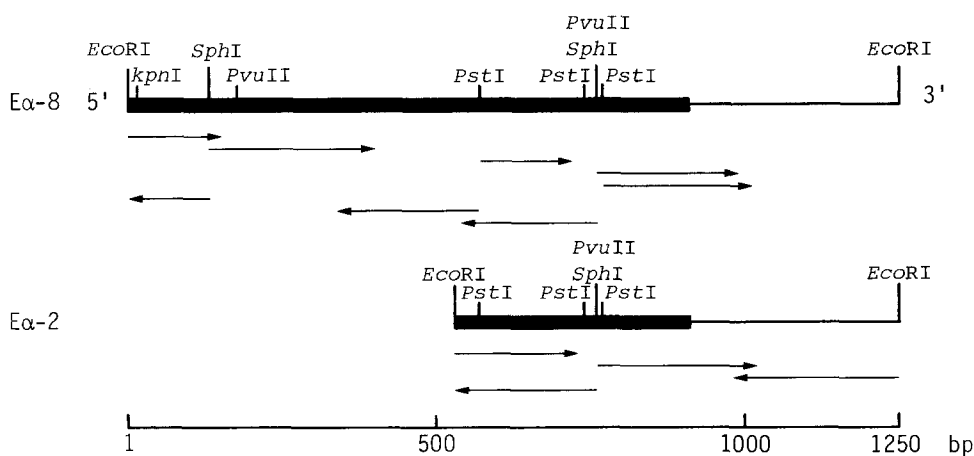 PvuII
EcoRI SphI SphI EcoRI
kpnI PvuII PstI PstI PstI
Eα-8 5' 3'
PvuII
EcoRI SphI EcoRI
PstI PstI PstI
Eα-2
1 500 1000 1250 bp